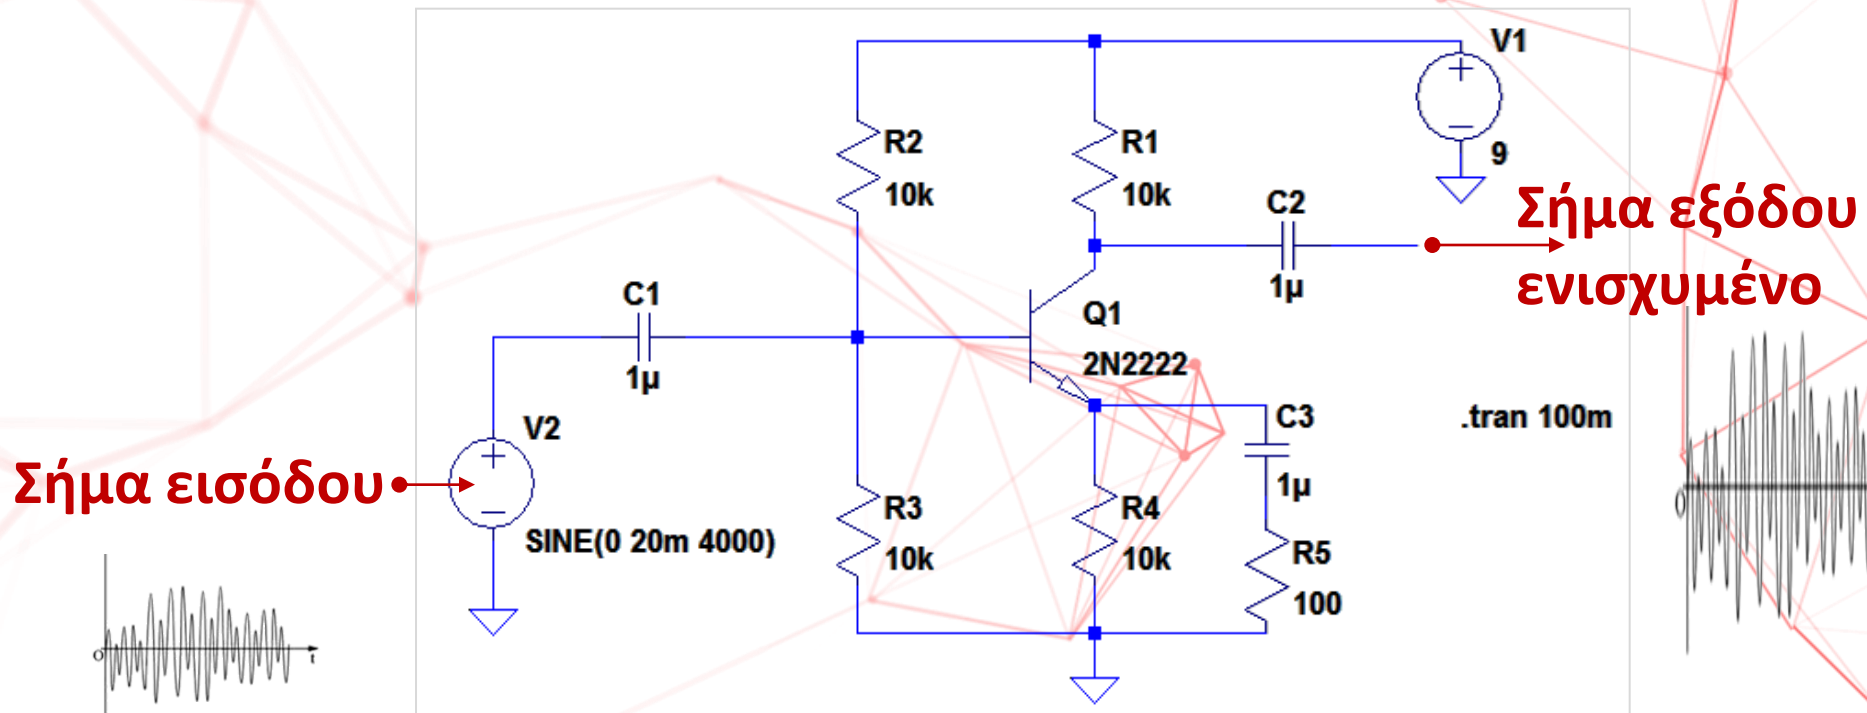 V1
R2
R1
9
10k
10k
C2
Σήμα εξόδου
ενισχυμένο
C1
1μ
Q1
2N2222
1μ
V2
C3
.tran 100m
Σήμα εισόδου
1μ
R3
R4
SINE(0 20m 4000)
10k
10k
R5
100
0
O
t